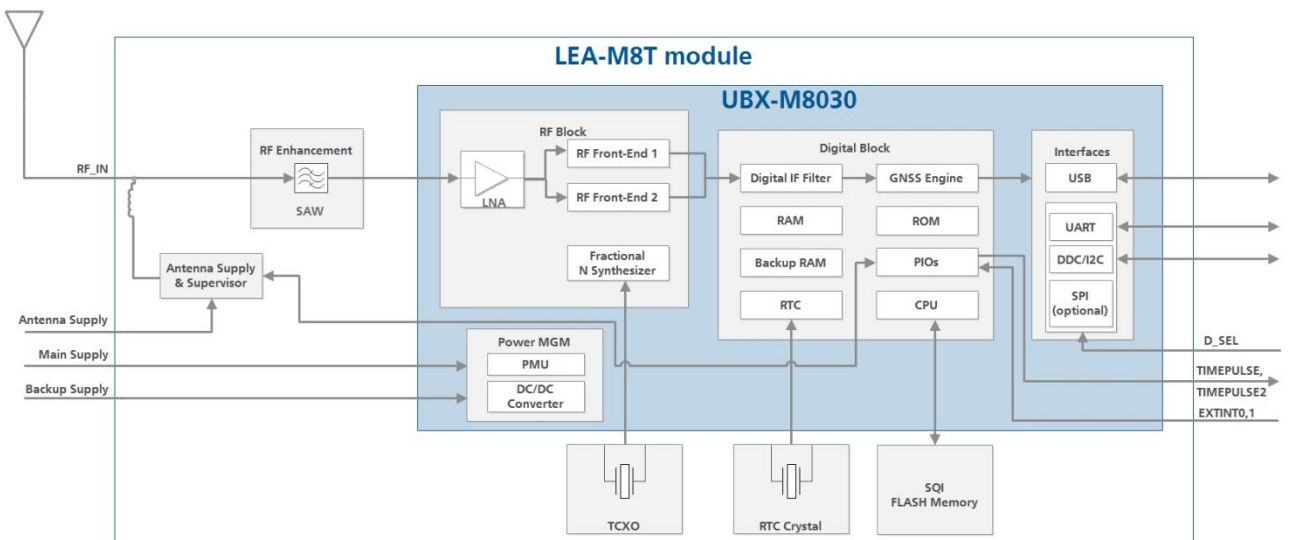 LEA-M8T module
UBX-M8030
RF_IN
RF Enhancement
SAW
RF Block
LNA
RF Front-End 1
RF Front-End 2
Fractional
N Synthesizer
Digital Block
Digital IF Filter
GNSS Engine
RAM
ROM
Backup RAM
PIOs
RTC
CPU
Interfaces
USB
UART
DDC/I2C
SPI
(optional)
Antenna Supply
& Supervisor
Antenna Supply
Main Supply
Backup Supply
Power MGM
PMU
DC/DC
Converter
D_SEL
TIMEPULSE,
TIMEPULSE2
EXTINT0,1
TCXO
RTC Crystal
SQI
FLASH Memory